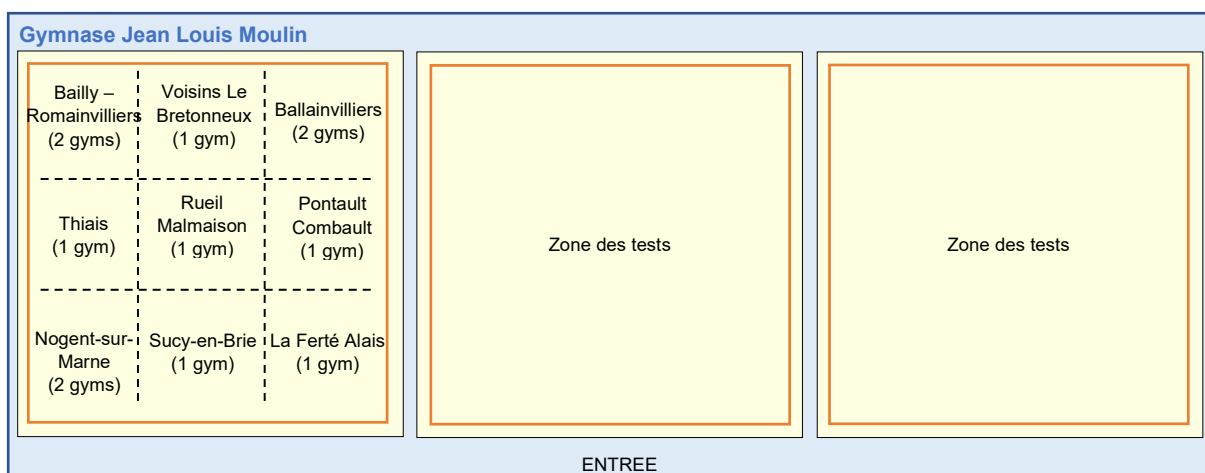 Gymnase Jean Louis Moulin
Bailly –
Romainvilliers
(2 gyms)
Voisins Le
Bretonneux
(1 gym)
Ballainvilliers
(2 gyms)
Thiais
(1 gym)
Rueil
Malmaison
(1 gym)
Pontault
Combault
(1 gym)
Nogent-sur-
Marne
(2 gyms)
Sucy-en-Brie
(1 gym)
La Ferté Alais
(1 gym)
Zone des tests
Zone des tests
ENTREE